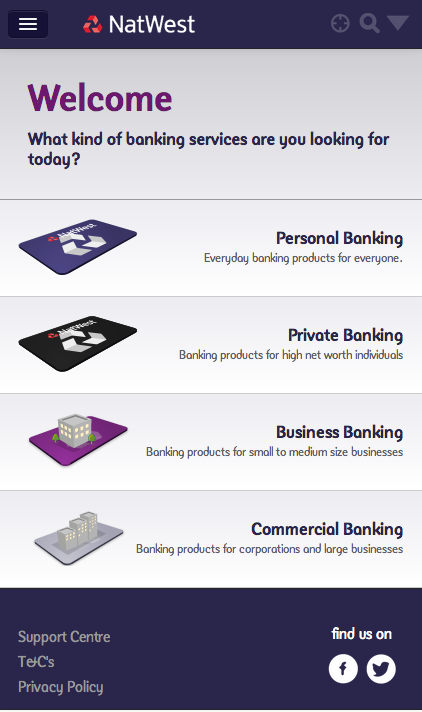 NatWest
Welcome
What kind of banking services are you looking for
today?
NatWest
Personal Banking
Everyday banking products for everyone.
NatWest
Private Banking
Banking products for high net worth individuals
Business Banking
Banking products for small to medium size businesses
Commercial Banking
Banking products for corporations and large businesses
Support Centre
T&C's
Privacy Policy
find us on